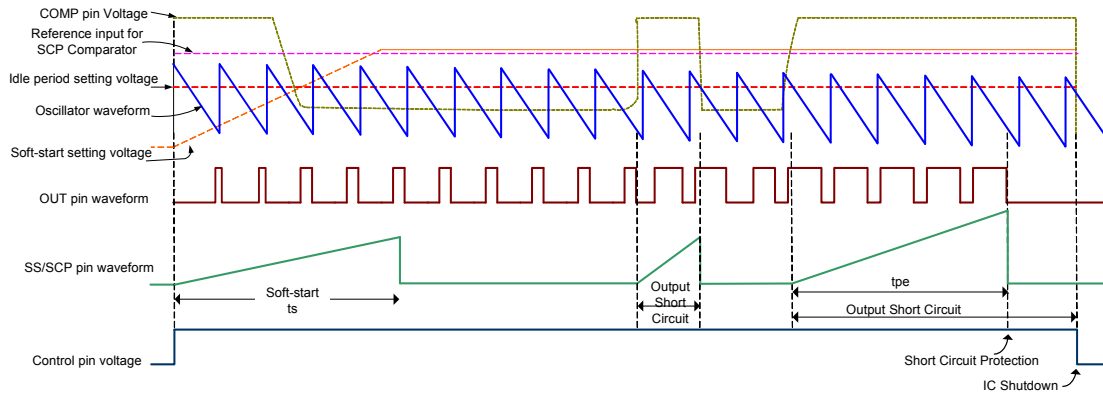 COMP pin Voltage
Reference input for
SCP Comparator
Idle period setting voltage
Oscillator waveform
Soft-start setting voltage
OUT pin waveform
SS/SCP pin waveform
Soft-start
ts
Output
Short
Circuit
tpe
Output Short Circuit
Control pin voltage
Short Circuit Protection
IC Shutdown